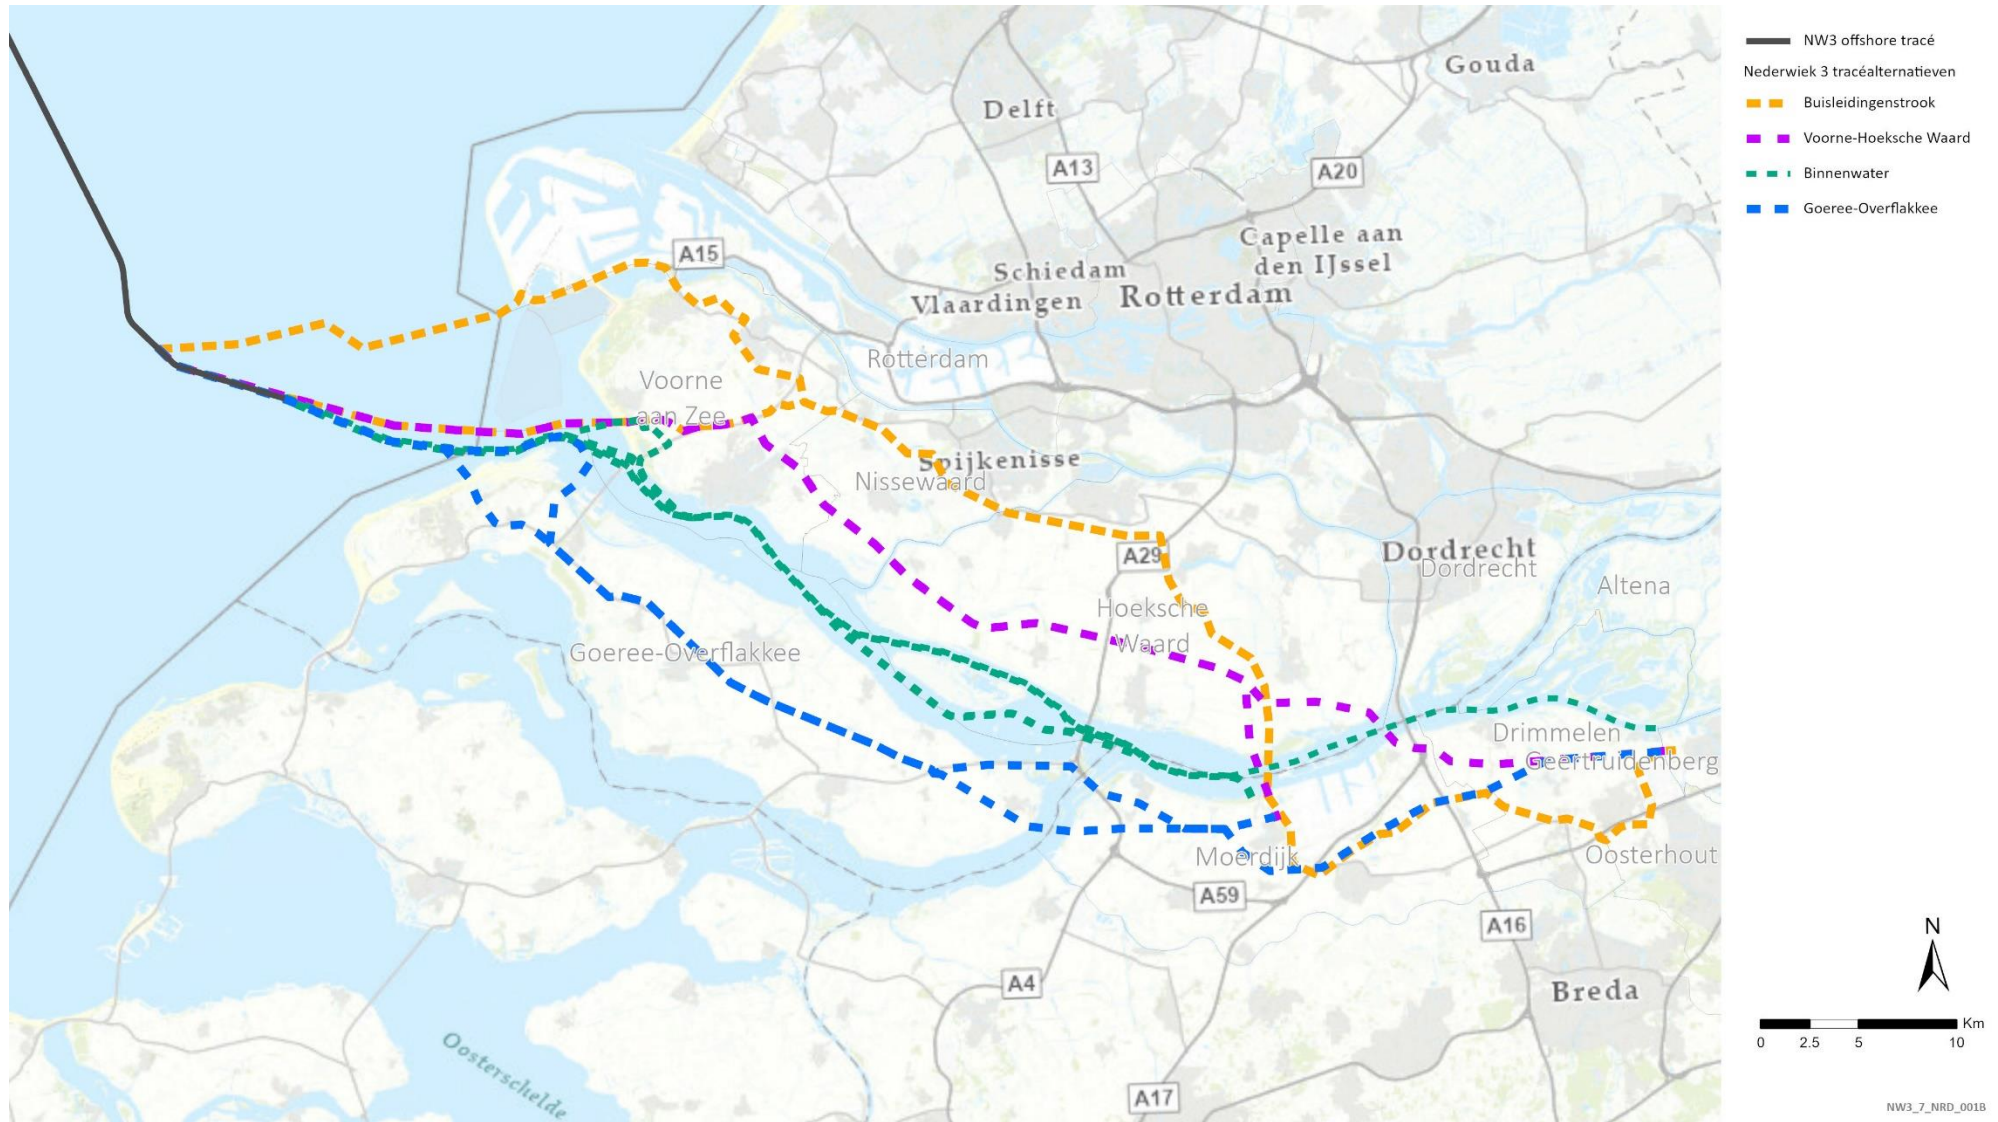 NW3 offshore tracé
Nederwiek 3 tracéalternatieven
Buisleidingenstrook
Voorne-Hoeksche Waard
Binnenwater
Goeree-Overflakkee
Gouda
Delft
A13
A20
Capelle aan
den IJssel
A15
Schiedam
Vlaardingen
Rotterdam
Rotterdam
Voorne
aan Zee
Spijkenisse
Nissewaard
A29
Dordrecht
Dordrecht
Altena
Hoeksche
Waard
Goeree-Overflakkee
Drimmelen
Geertruidenberg
Moerdijk
Oosterhout
A59
A16
A4
Breda
Oosterschelde
A17
N
Km
0 2.5 5 10
NW3_7_NRD_001B